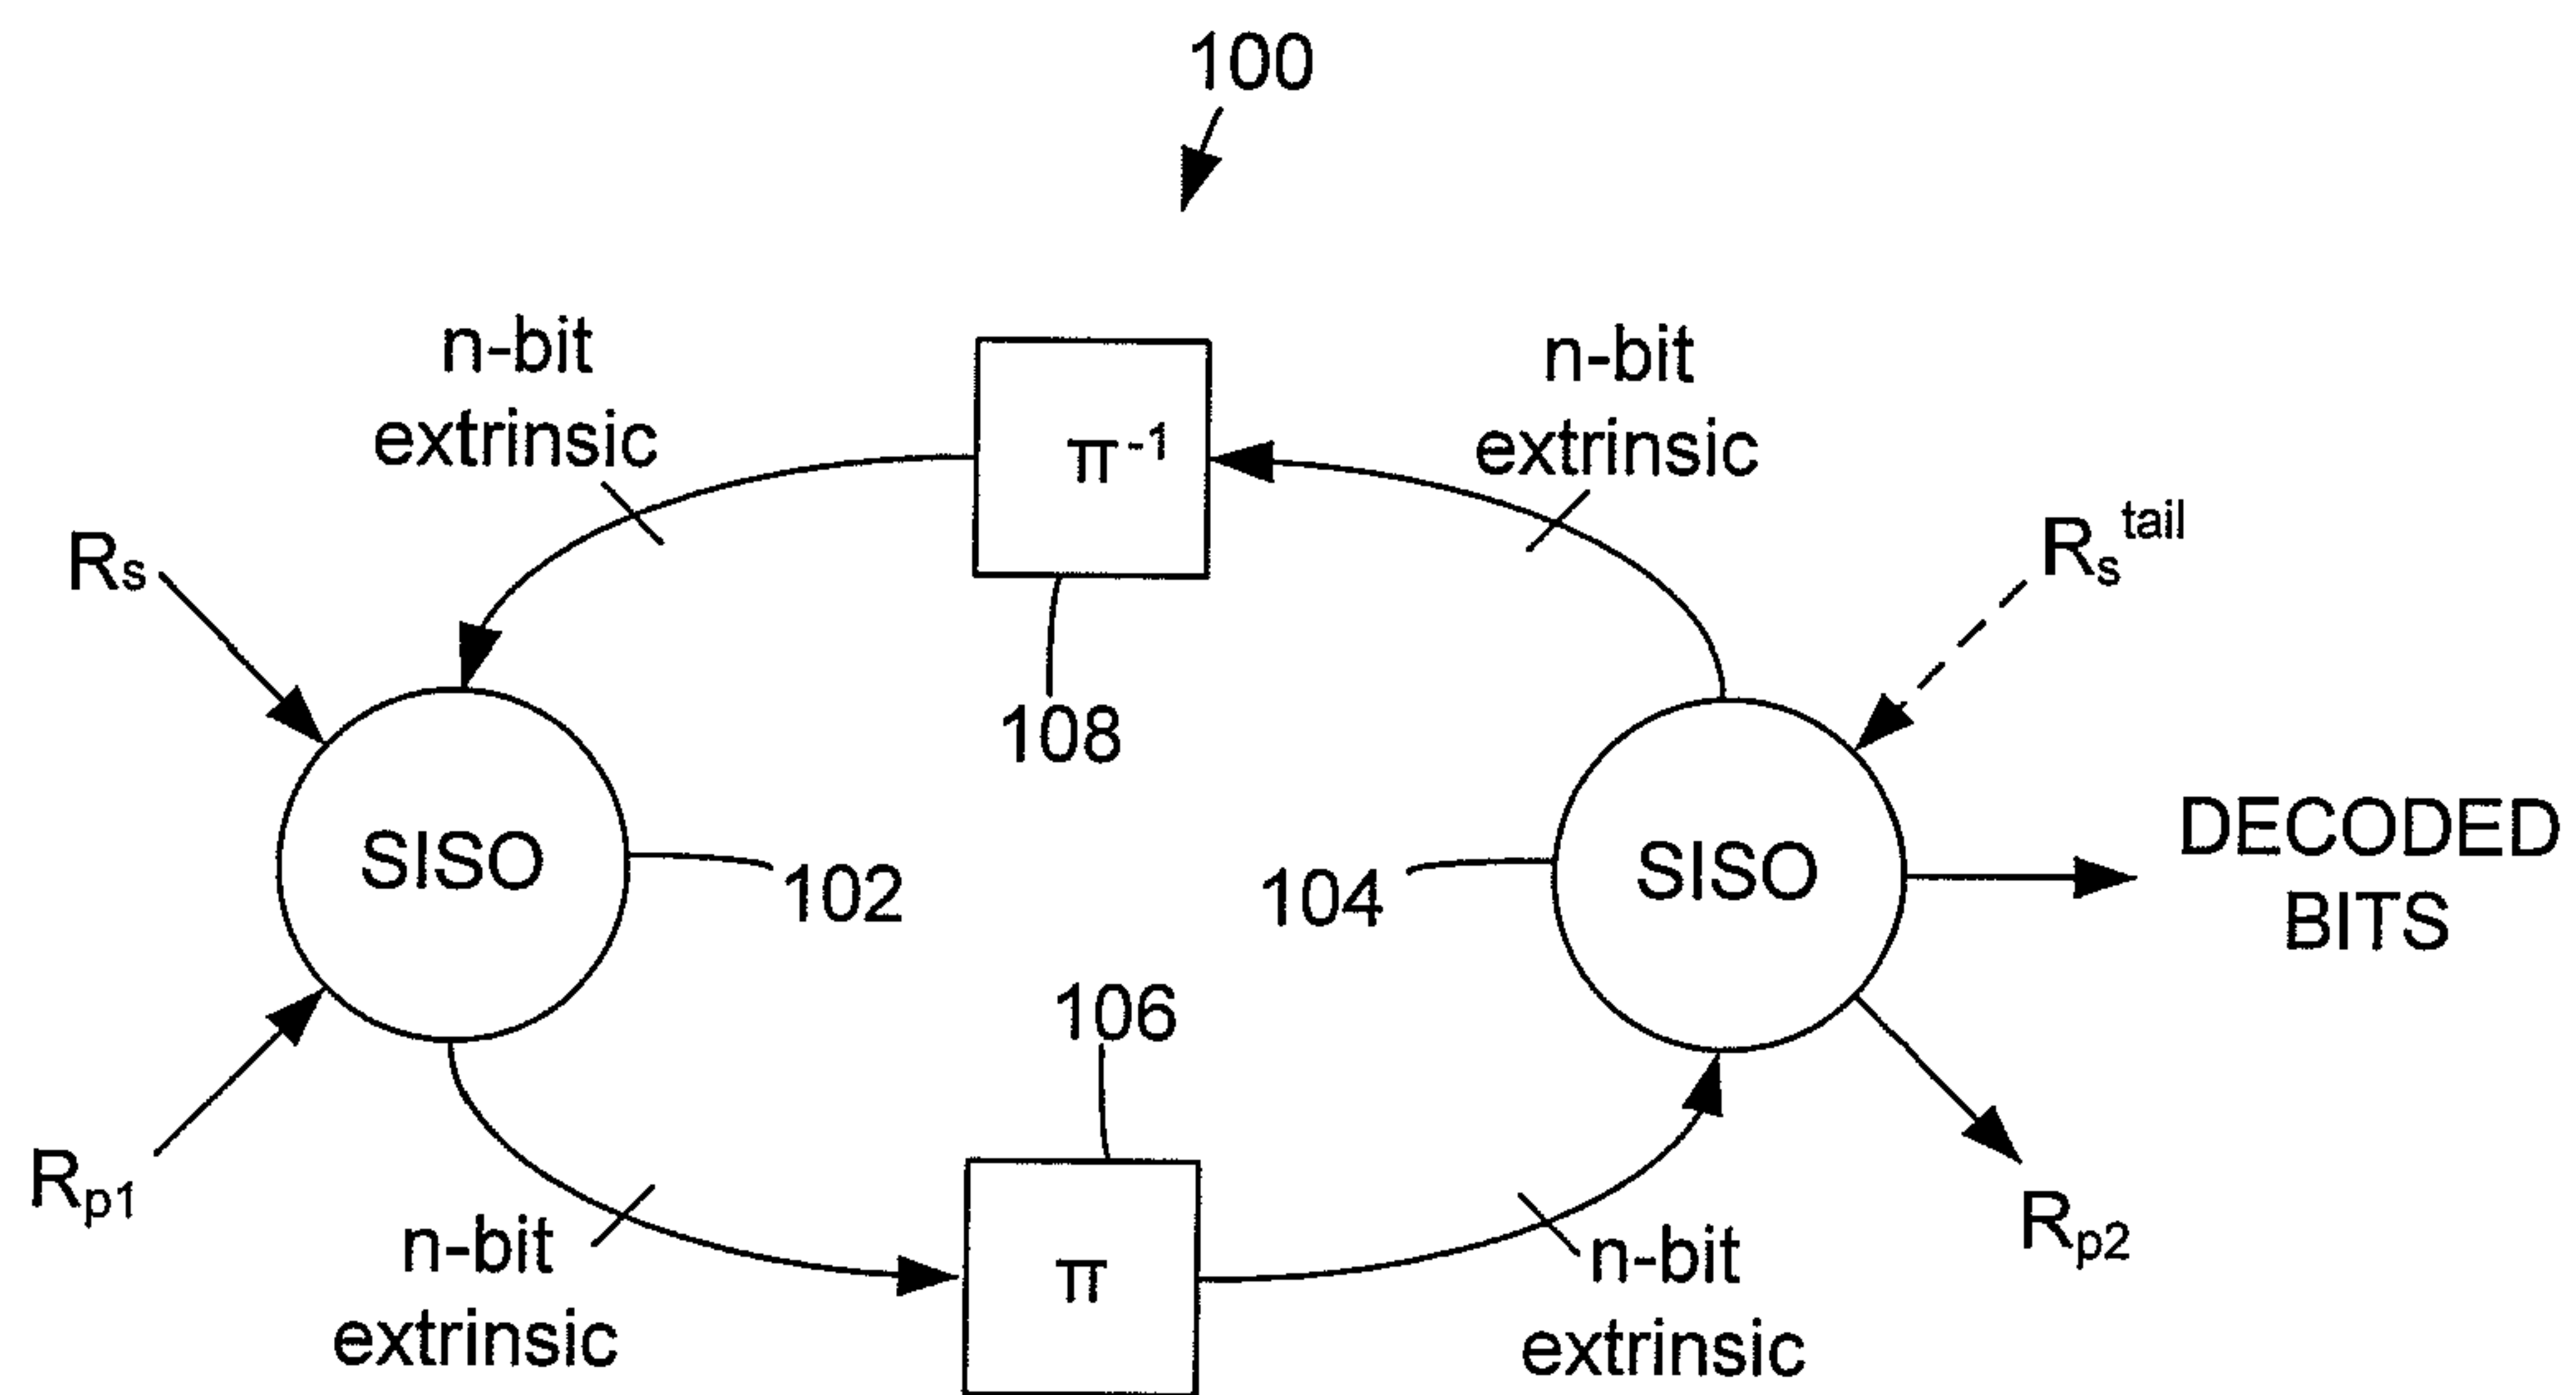 100
n-bit
extrinsic
π⁻¹
n-bit
extrinsic
Rs
Rs tail
108
SISO
102
104
SISO
DECODED
BITS
106
Rp1
n-bit
extrinsic
π
n-bit
extrinsic
Rp2